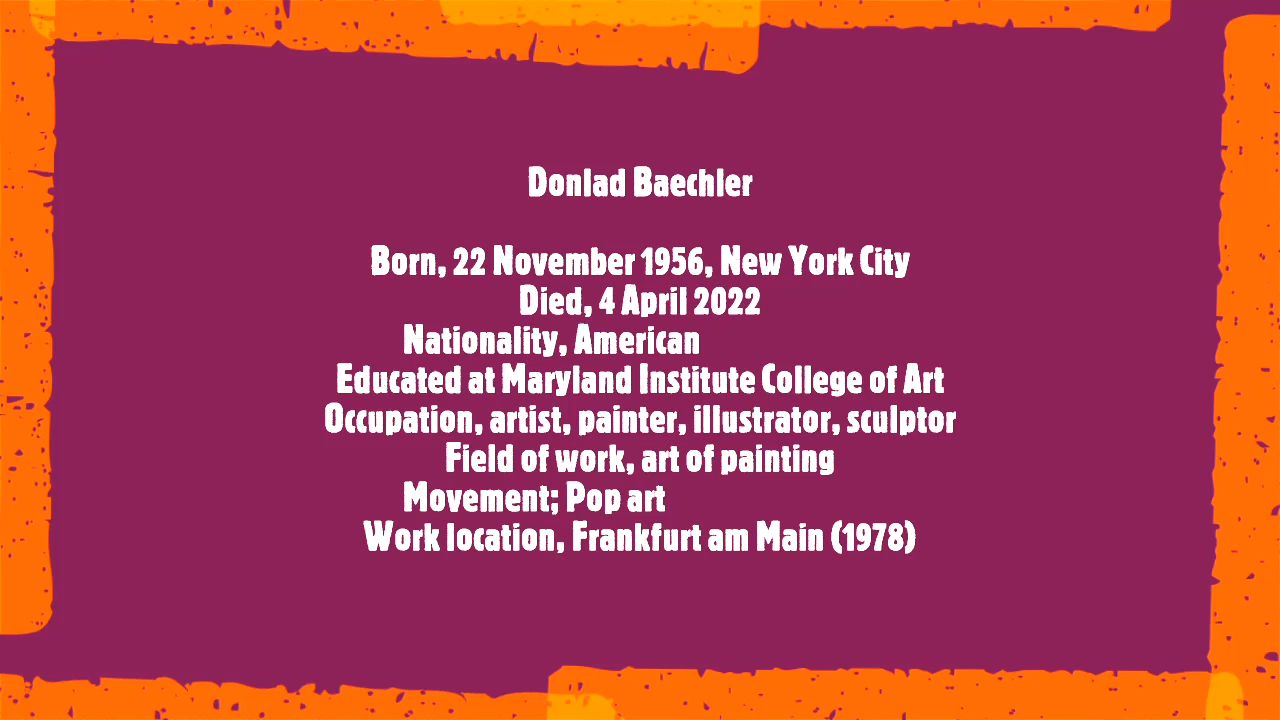 Donlad Baechler
Born, 22 November 1956, New York City
Died, 4 April 2022
Nationality, American
Educated at Maryland Institute College of Art
Occupation, artist, painter, illustrator, sculptor
Field of work, art of painting
Movement; Pop art
Work location, Frankfurt am Main (1978)